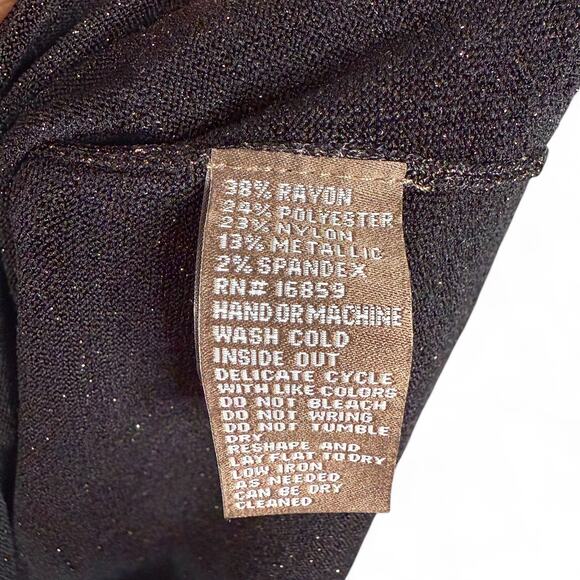 38% RAYON
24% POLYESTER
23% NYLON
13% METALLIC
2% SPANDEX
RN# 16859
HAND OR MACHINE
WASH COLD
INSIDE OUT
DELICATE CYCLE
WITH LIKE COLORS
DO NOT BLEACH
DO NOT WRING
DO NOT TUMBLE
DRY
RESHAPE AND
LAY FLAT TO DRY
LOW IRON
AS NEEDED
CAN BE DRY
CLEANED